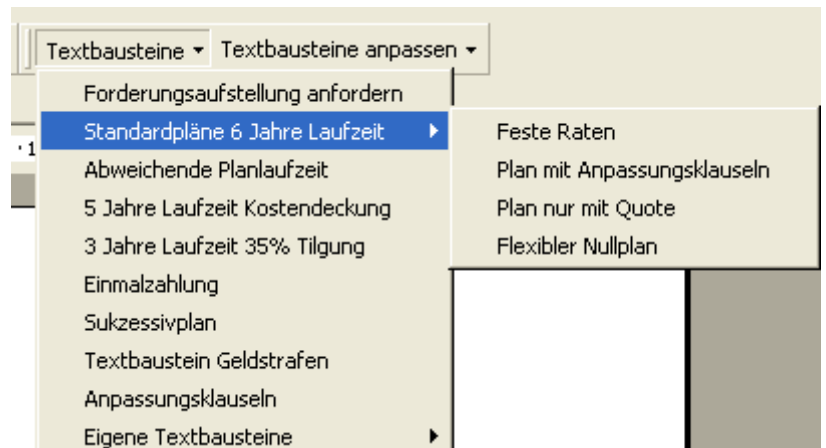 Textbausteine Textbausteine anpassen
Forderungsaufstellung anfordern
Standardpläne 6 Jahre Laufzeit
Abweichende Planlaufzeit
5 Jahre Laufzeit Kostendeckung
3 Jahre Laufzeit 35% Tilgung
Einmalzahlung
Sukzessivplan
Textbaustein Geldstrafen
Anpassungsklauseln
Eigene Textbausteine
Feste Raten
Plan mit Anpassungsklauseln
Plan nur mit Quote
Flexibler Nullplan
· 1